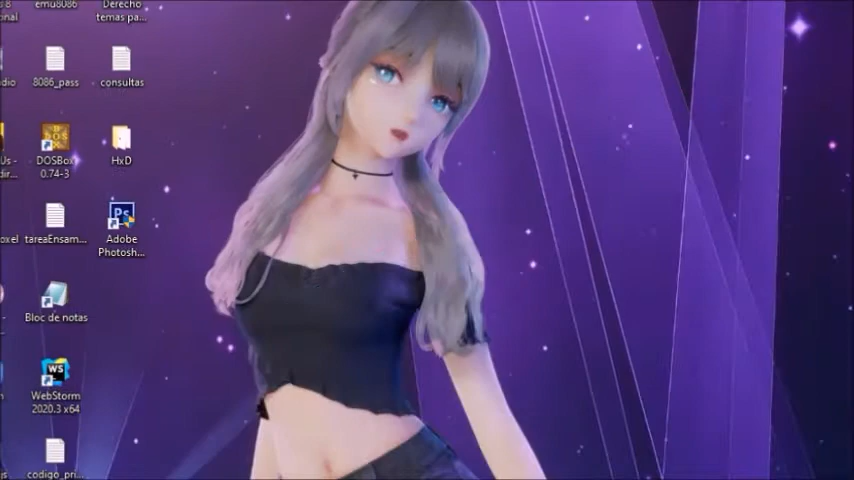 emu8086
Derecho
temas pa...
8086_pass
consultas
DOSBox
0.74-3
HxD
tareaEnsam...
Adobe
Photosh...
Bloc de notas
WebStorm
2020.3 x64
codigo_pri...